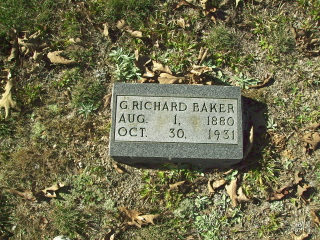 G. RICHARD BAKER
AUG. 1, 1880
OCT. 30, 1931